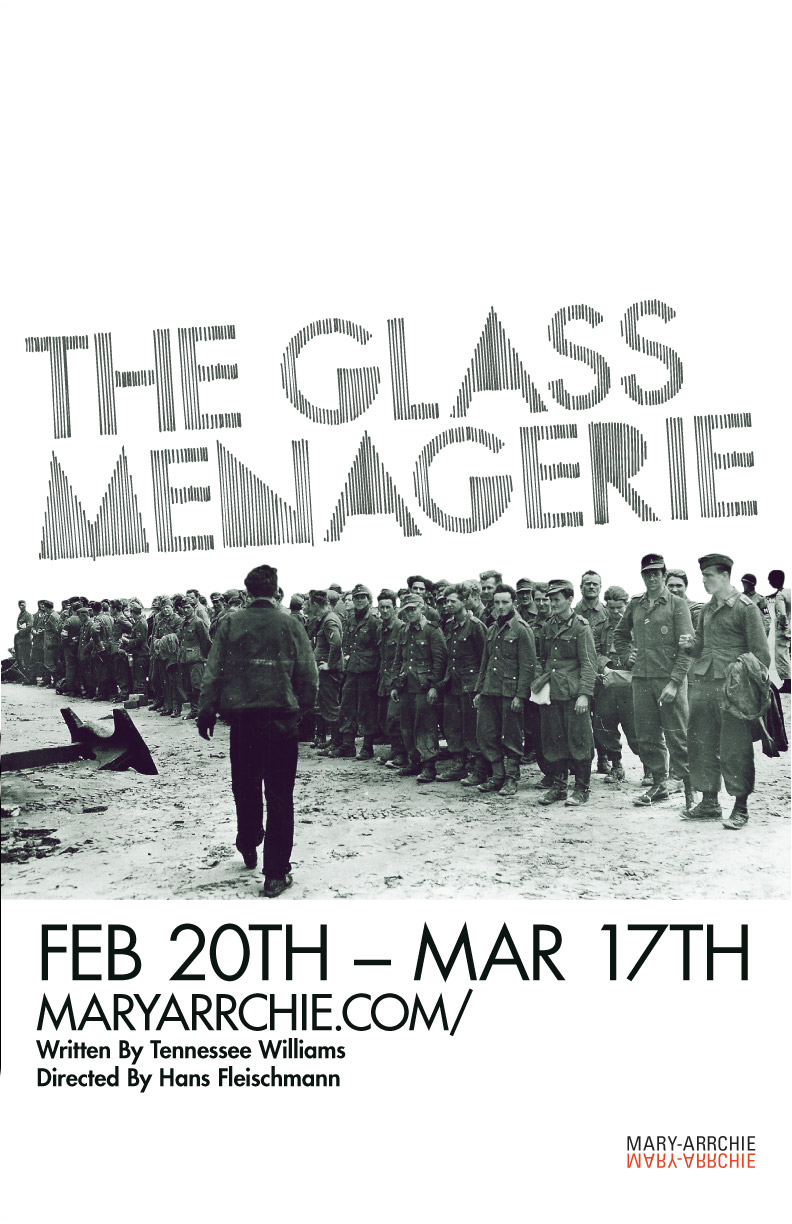 THE GLASS
MENAGERIE
FEB 20TH – MAR 17TH
MARYARRCHIE.COM/
Written By Tennessee Williams
Directed By Hans Fleischmann
MARY-ARRCHIE
MARY-ARRCHIE